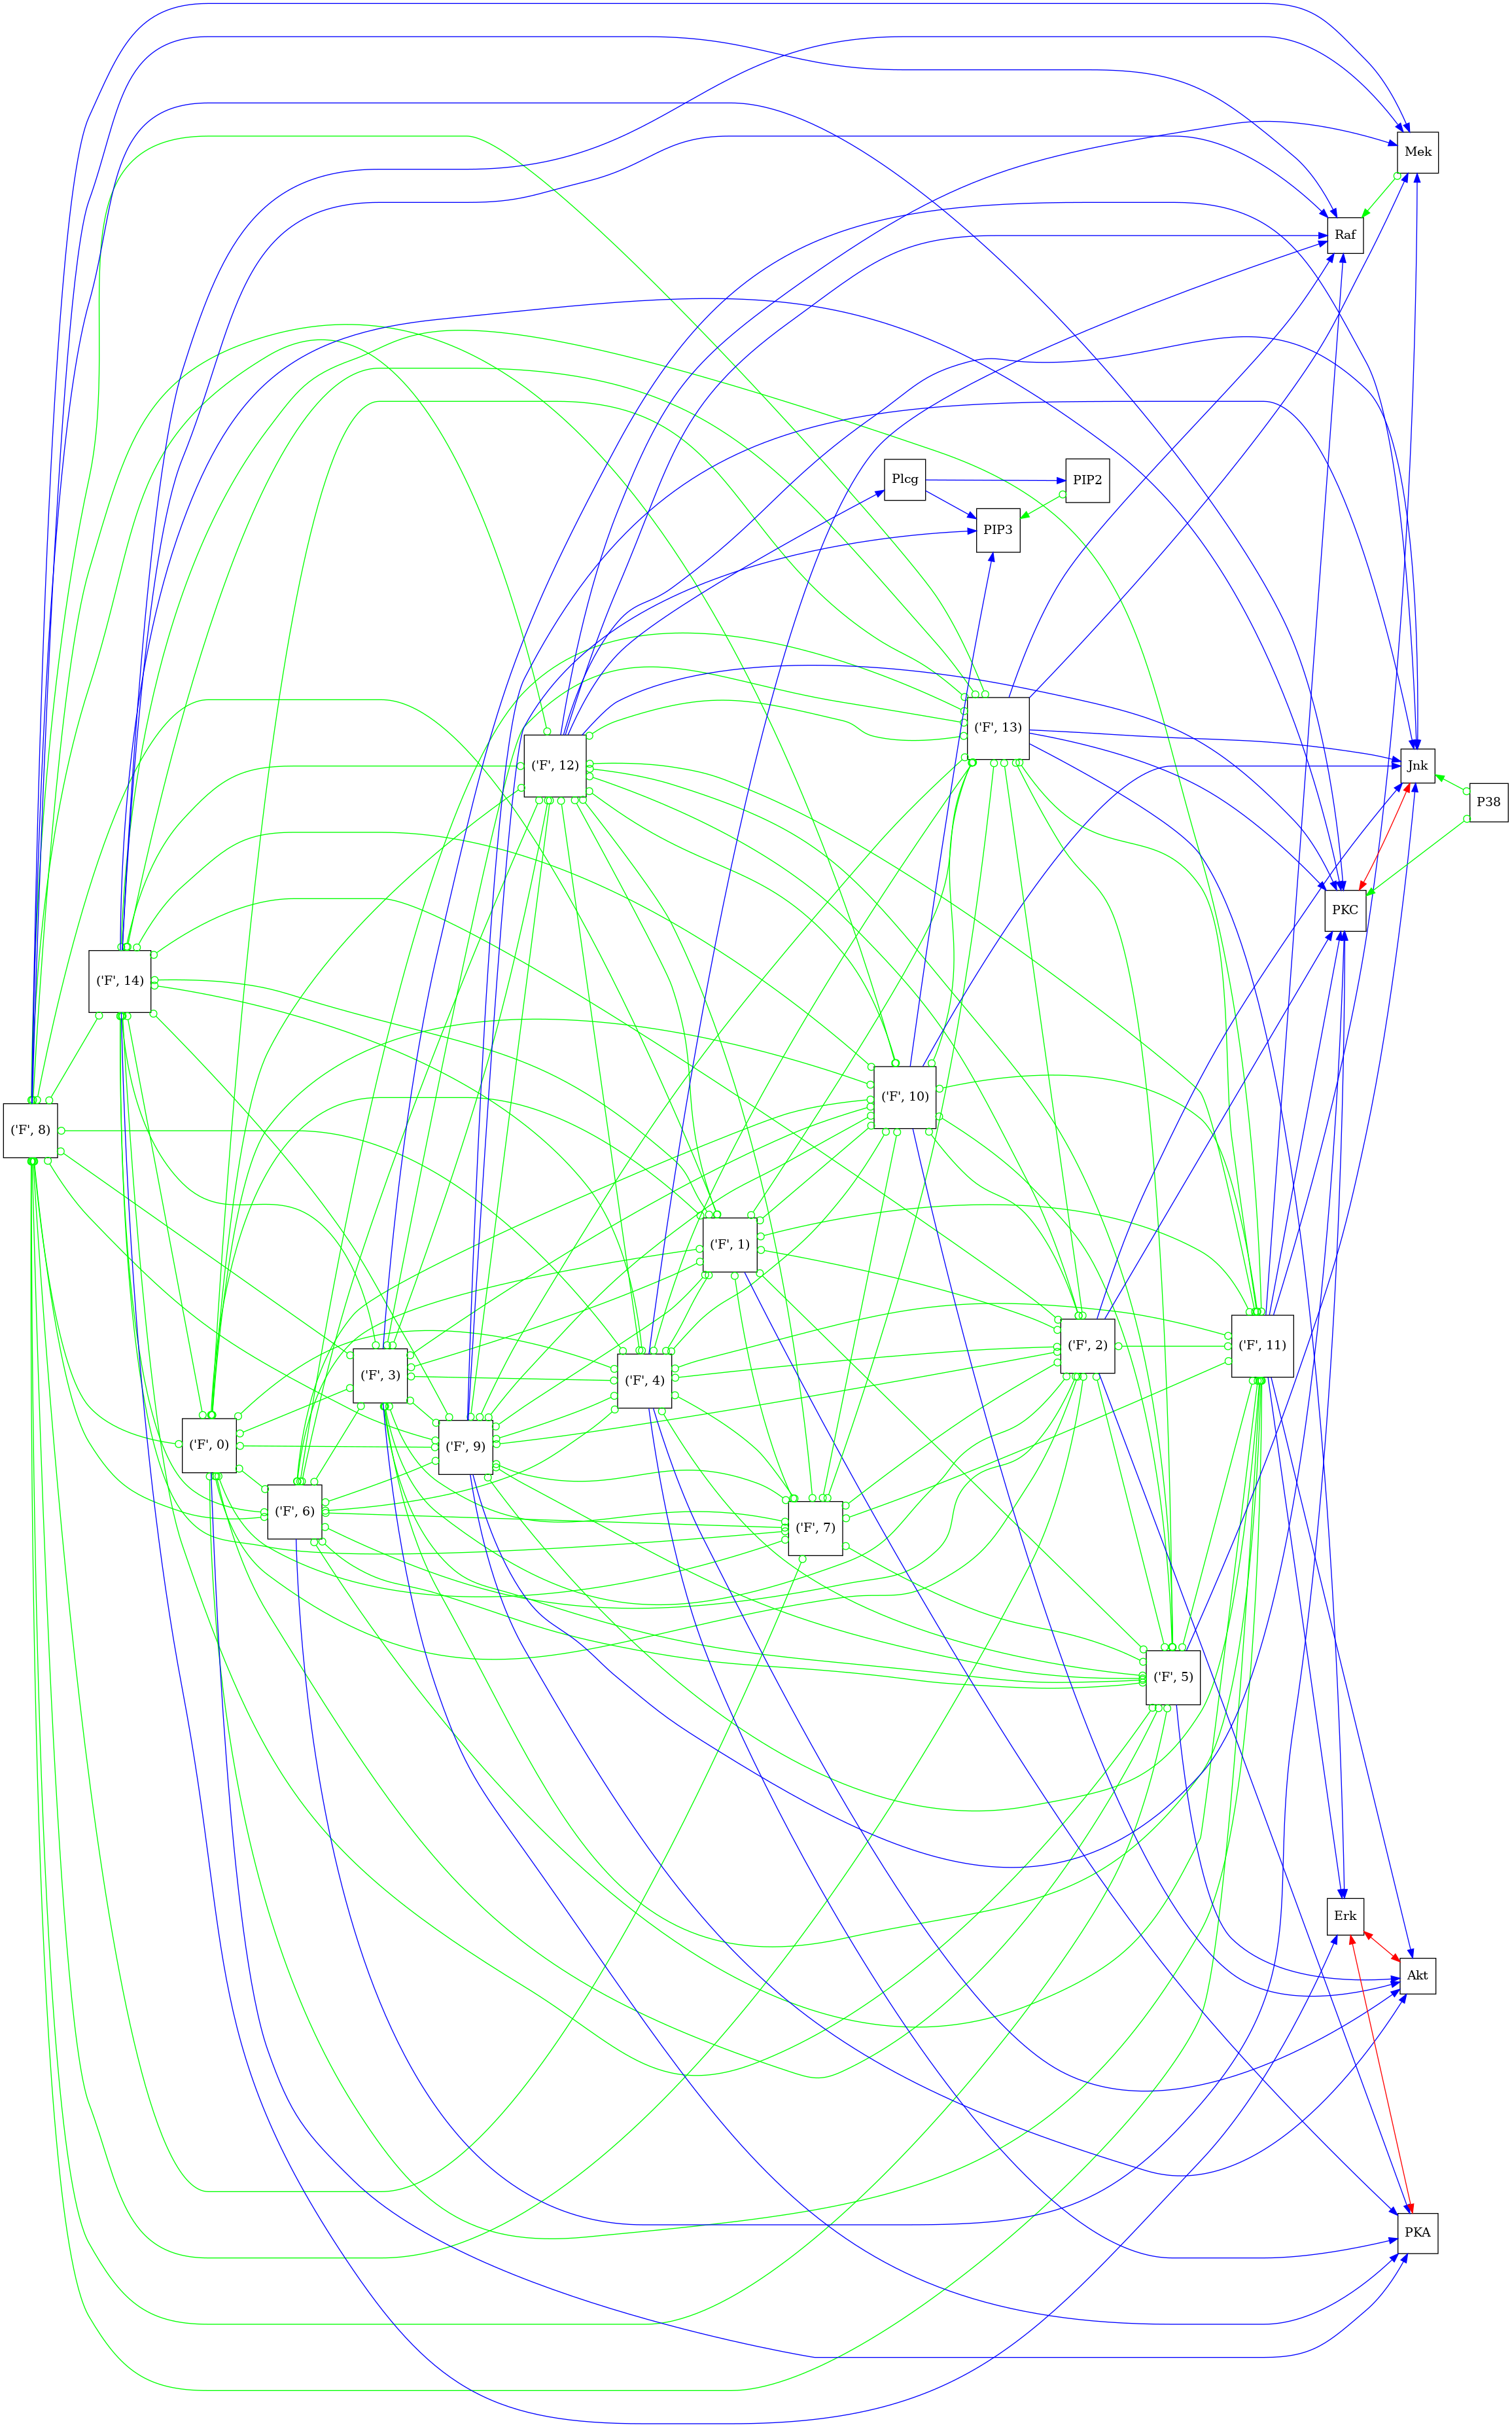 Mek
Raf
Plcg
PIP2
PIP3
('F', 13)
('F', 12)
Jnk
P38
PKC
('F', 14)
('F', 10)
('F', 8)
('F', 1)
('F', 2)
('F', 11)
('F', 3)
('F', 4)
('F', 0)
('F', 9)
('F', 6)
('F', 7)
('F', 5)
Erk
Akt
PKA